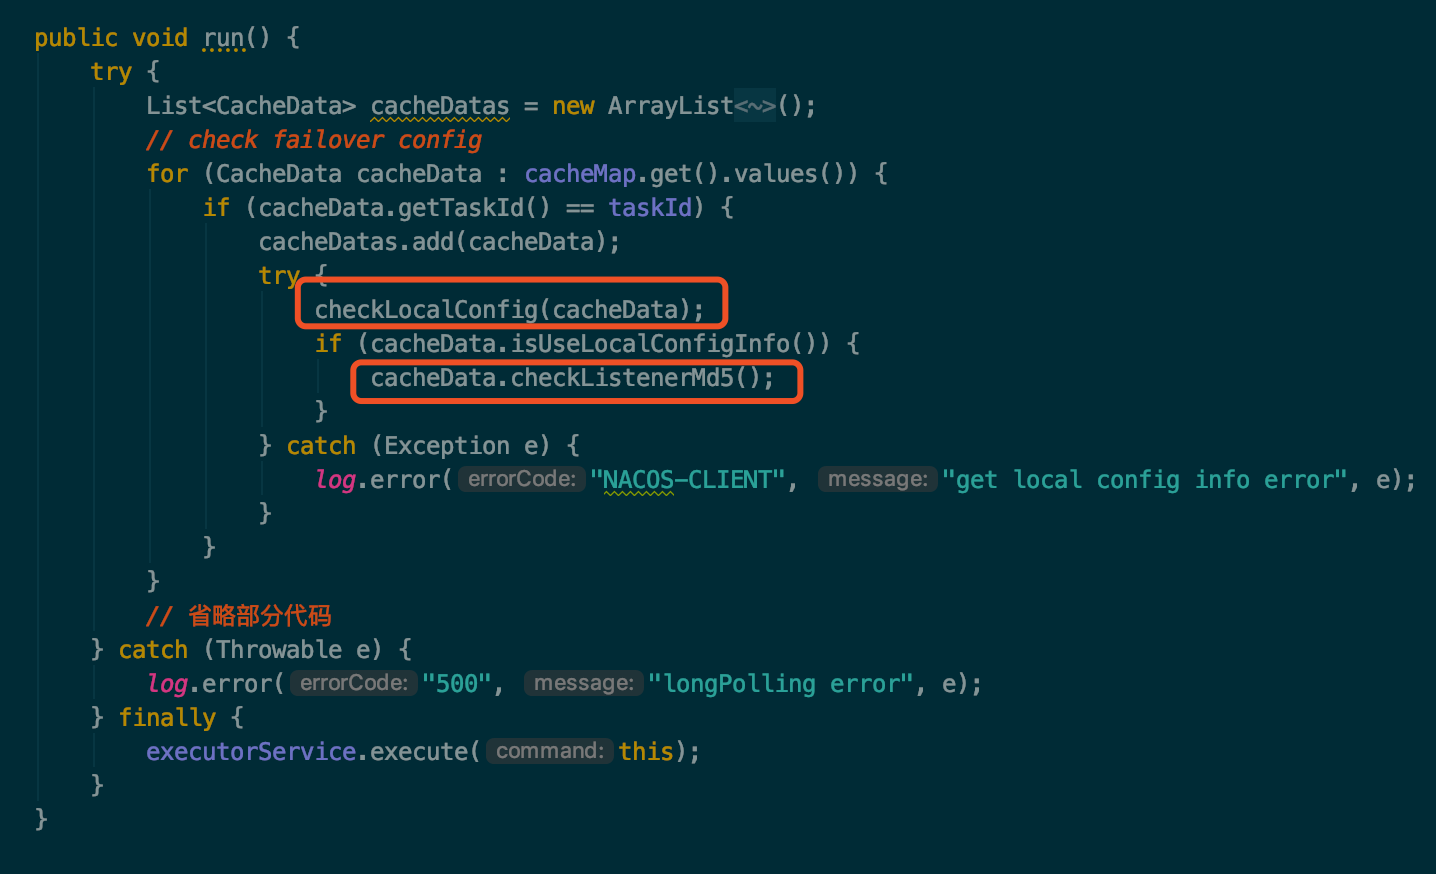 public void run() {
try {
List<CacheData> cacheDatas = new ArrayList<~>();
// check failover config
for (CacheData cacheData : cacheMap.get().values()) {
if (cacheData.getTaskId() == taskId) {
cacheDatas.add(cacheData);
try {
checkLocalConfig(cacheData);
if (cacheData.isUseLocalConfigInfo()) {
cacheData.checkListenerMd5();
}
} catch (Exception e) {
log.error( errorCode: "NACOS-CLIENT", message: "get local config info error", e);
}
}
}
// 省略部分代码
} catch (Throwable e) {
log.error( errorCode: "500", message: "longPolling error", e);
} finally {
executorService.execute( command: this);
}
}